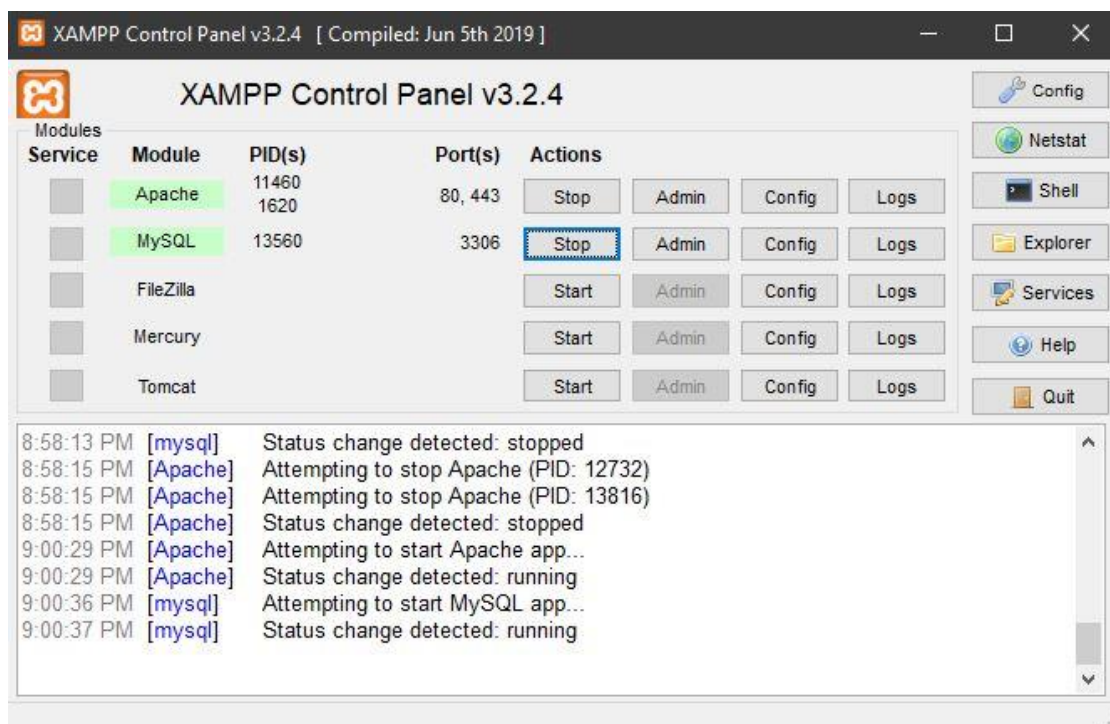 XAMPP Control Panel v3.2.4 [ Compiled: Jun 5th 2019 ]
XAMPP Control Panel v3.2.4
Config
Modules
Netstat
Service Module PID(s) Port(s) Actions
Apache 11460 1620 80, 443 Stop Admin Config Logs
Shell
MySQL 13560 3306 Stop Admin Config Logs
Explorer
FileZilla Start Admin Config Logs
Services
Mercury Start Admin Config Logs
Help
Tomcat Start Admin Config Logs
Quit
8:58:13 PM [mysql] Status change detected: stopped
8:58:15 PM [Apache] Attempting to stop Apache (PID: 12732)
8:58:15 PM [Apache] Attempting to stop Apache (PID: 13816)
8:58:15 PM [Apache] Status change detected: stopped
9:00:29 PM [Apache] Attempting to start Apache app...
9:00:29 PM [Apache] Status change detected: running
9:00:36 PM [mysql] Attempting to start MySQL app...
9:00:37 PM [mysql] Status change detected: running